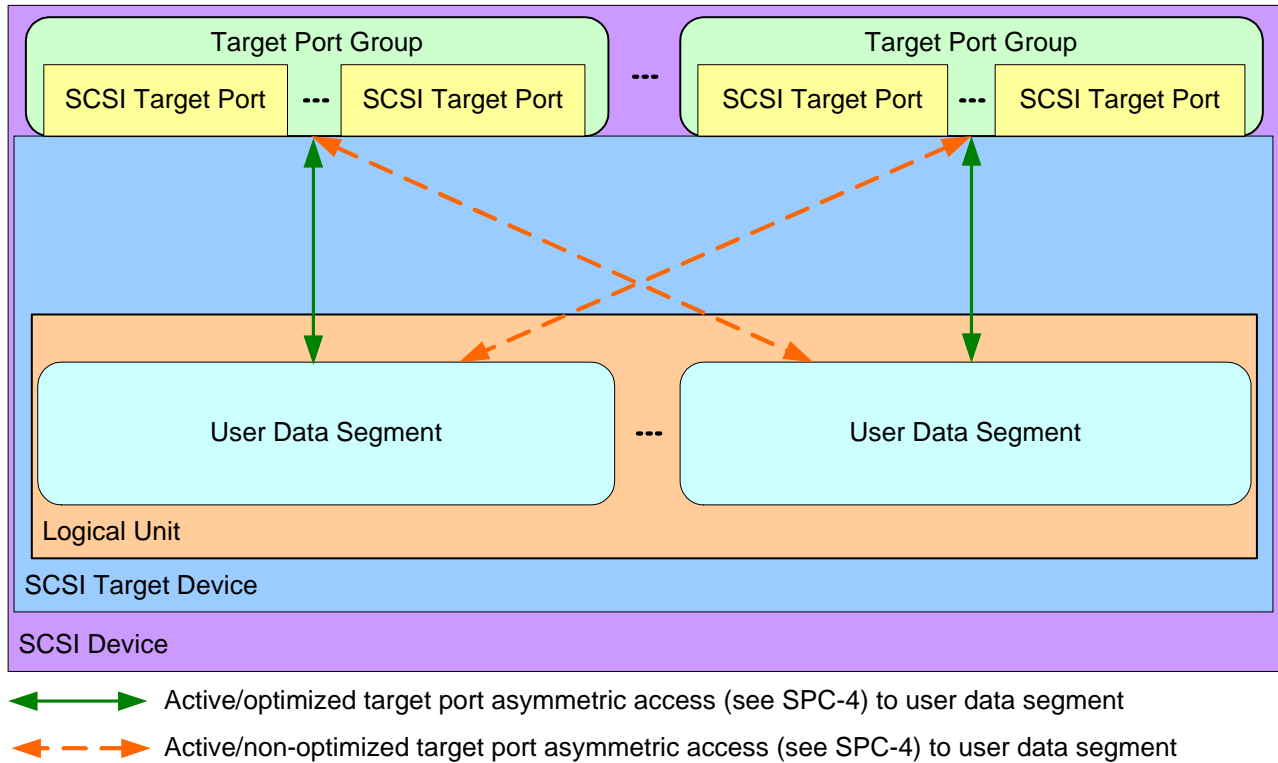 Target Port Group
Target Port Group
SCSI Target Port --- SCSI Target Port
---
SCSI Target Port --- SCSI Target Port
User Data Segment
---
User Data Segment
Logical Unit
SCSI Target Device
SCSI Device
Active/optimized target port asymmetric access (see SPC-4) to user data segment
Active/non-optimized target port asymmetric access (see SPC-4) to user data segment